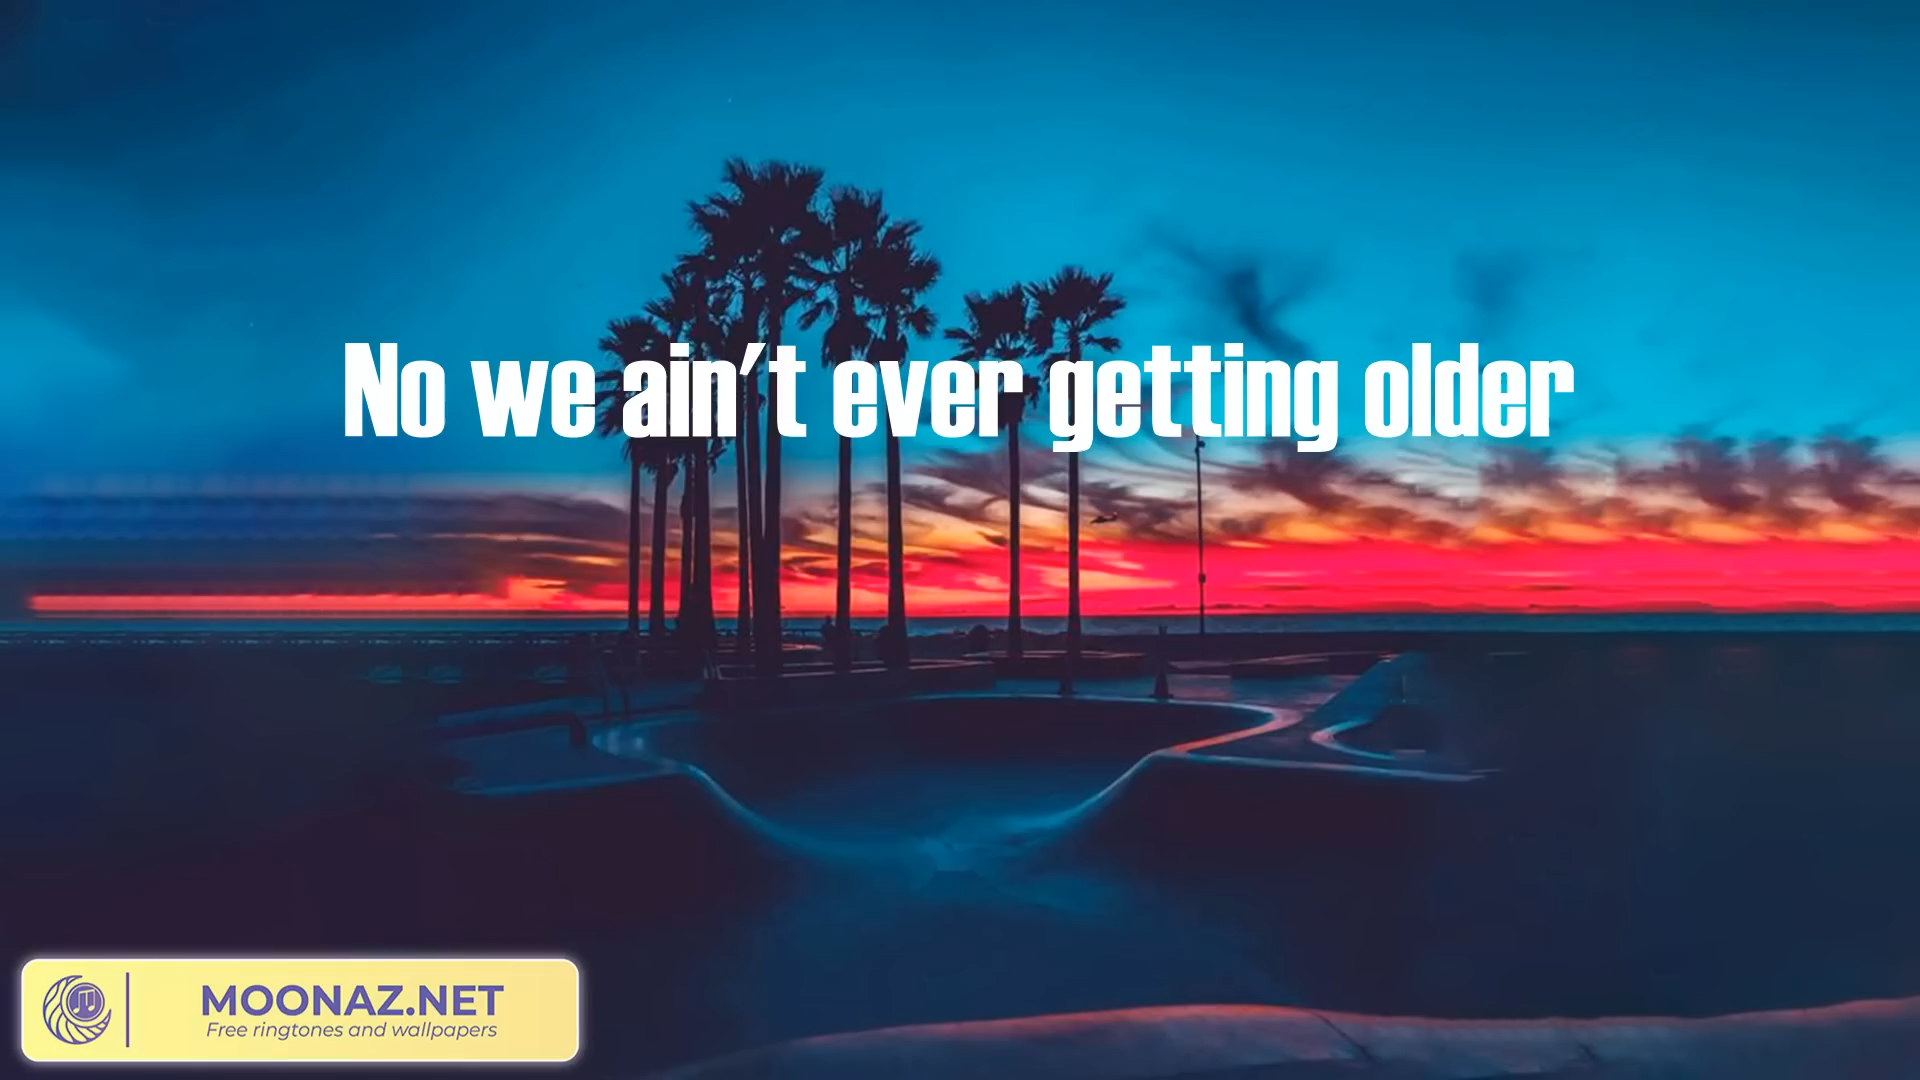 No we ain't ever getting older
MOONAZ.NET
Free ringtones and wallpapers